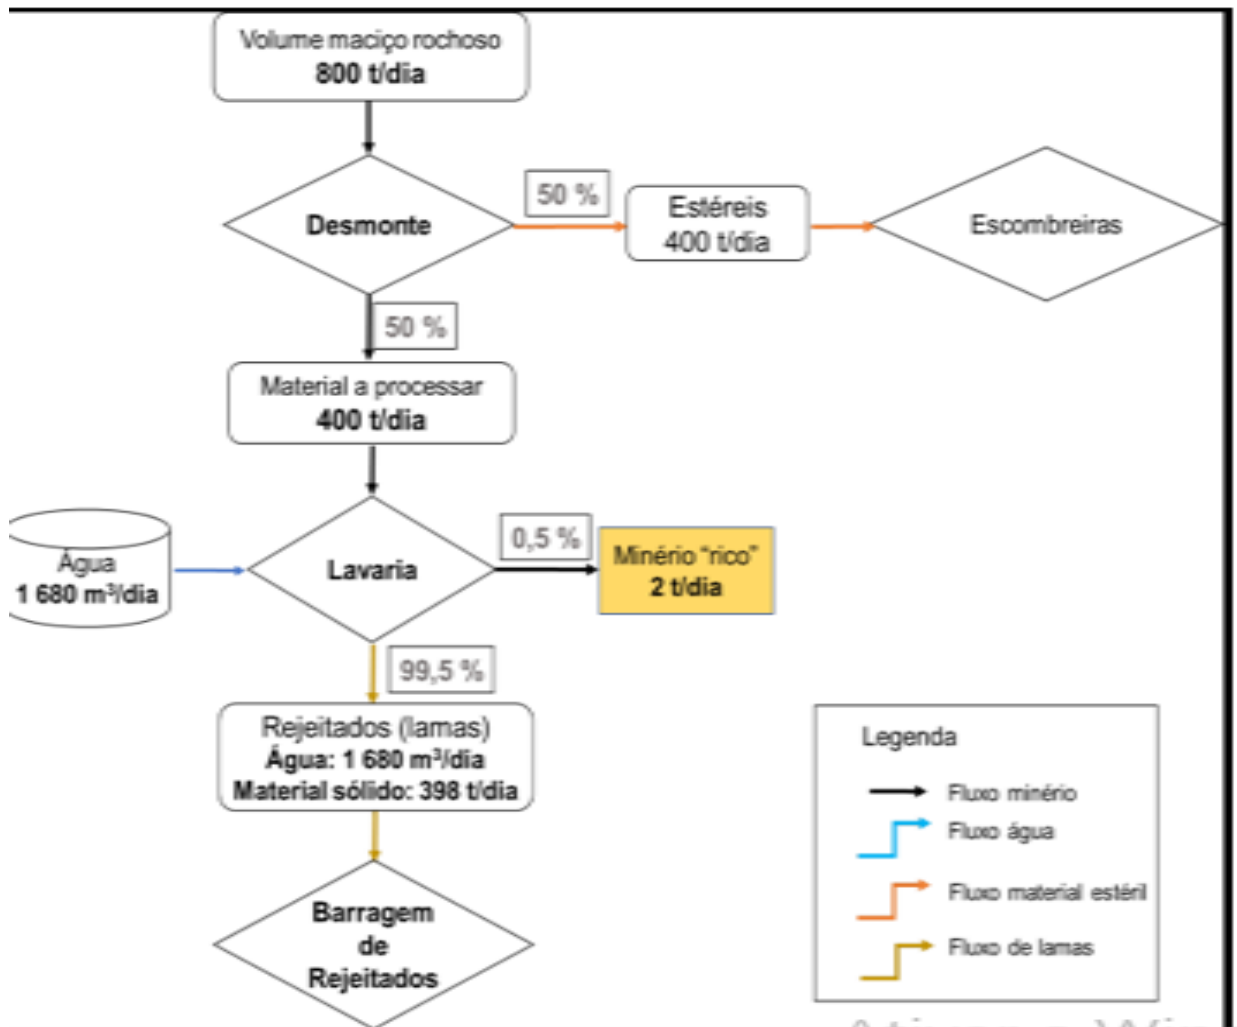 Volume maciço rochoso
800 t/dia
Desmonte
50 %
Estéreis
400 t/dia
Escombreiras
50 %
Material a processar
400 t/dia
Água
1 680 m³/dia
Lavaria
0,5 %
Minério "rico"
2 t/dia
99,5 %
Rejeitados (lamas)
Água: 1 680 m³/dia
Material sólido: 398 t/dia
Barragem
de
Rejeitados
Legenda
Fluxo minério
Fluxo água
Fluxo material estéril
Fluxo de lamas